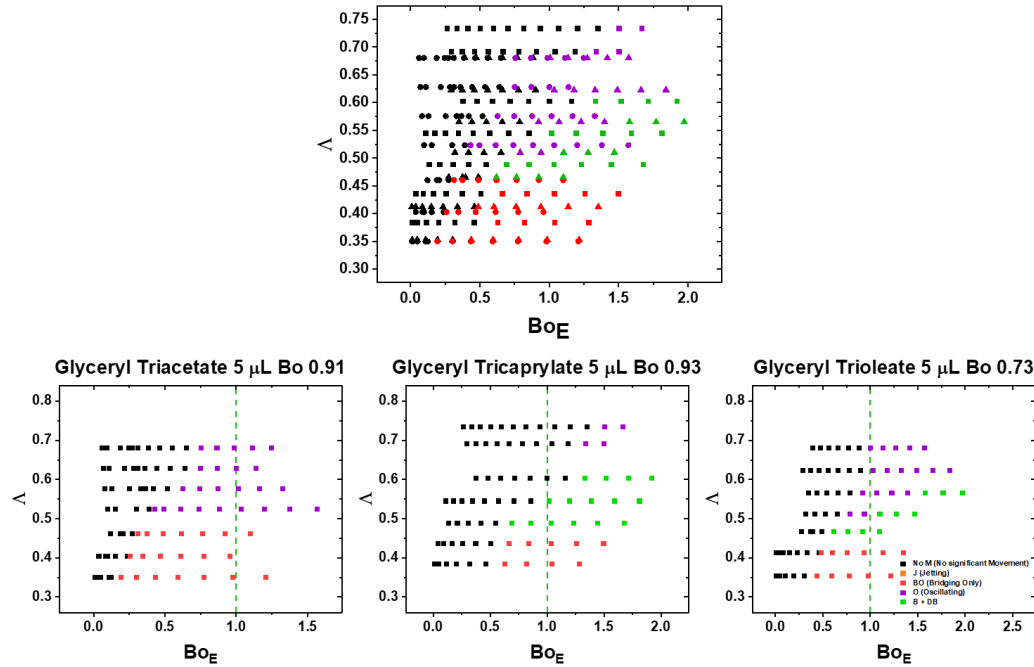 0.75
0.70
0.65
0.60
0.55
Λ
0.50
0.45
0.40
0.35
0.30
0.0 0.5 1.0 1.5 2.0
BoE
Glyceryl Triacetate 5 μL Bo 0.91
0.8
0.7
0.6
Λ
0.5
0.4
0.3
0.0 0.5 1.0 1.5
BoE
Glyceryl Tricaprylate 5 μL Bo 0.93
0.8
0.7
0.6
Λ
0.5
0.4
0.3
0.0 0.5 1.0 1.5 2.0
BoE
Glyceryl Trioleate 5 μL Bo 0.73
0.8
0.7
0.6
Λ
0.5
0.4
0.3
No M (No significant Movement)
J (Jetting)
BO (Bridging Only)
O (Oscillating)
B + DB
0.0 0.5 1.0 1.5 2.0 2.5
BoE